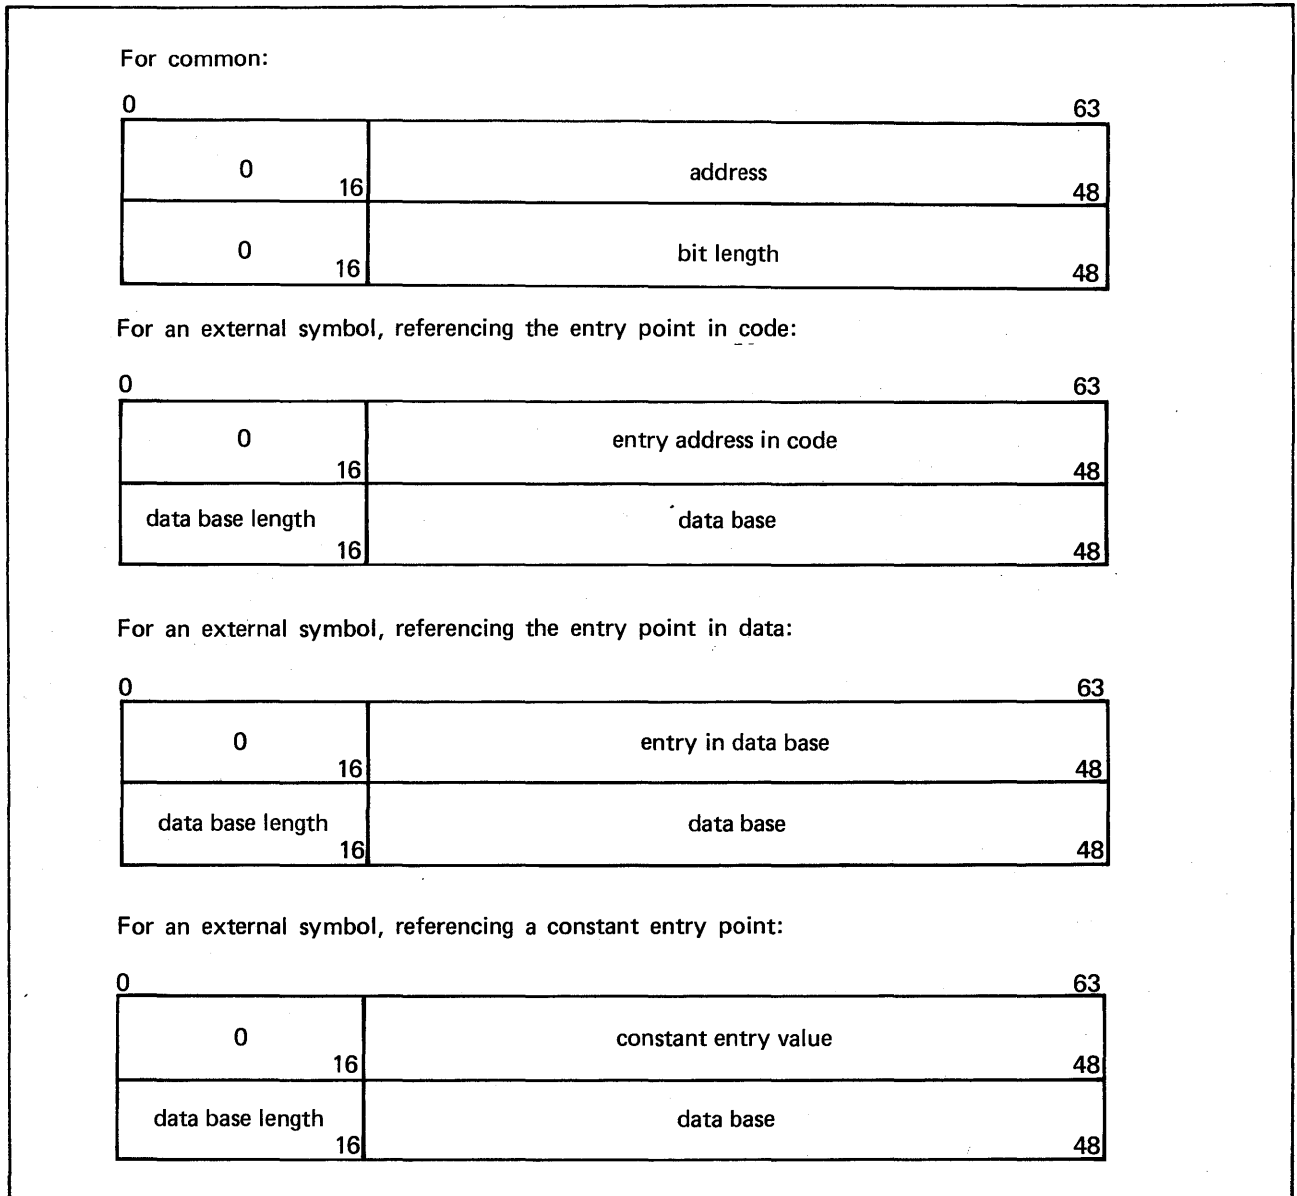 For common:
0 63
0 16 address 48
0 16 bit length 48
For an external symbol, referencing the entry point in code:
0 63
0 16 entry address in code 48
data base length 16 data base 48
For an external symbol, referencing the entry point in data:
0 63
0 16 entry in data base 48
data base length 16 data base 48
For an external symbol, referencing a constant entry point:
0 63
0 16 constant entry value 48
data base length 16 data base 48